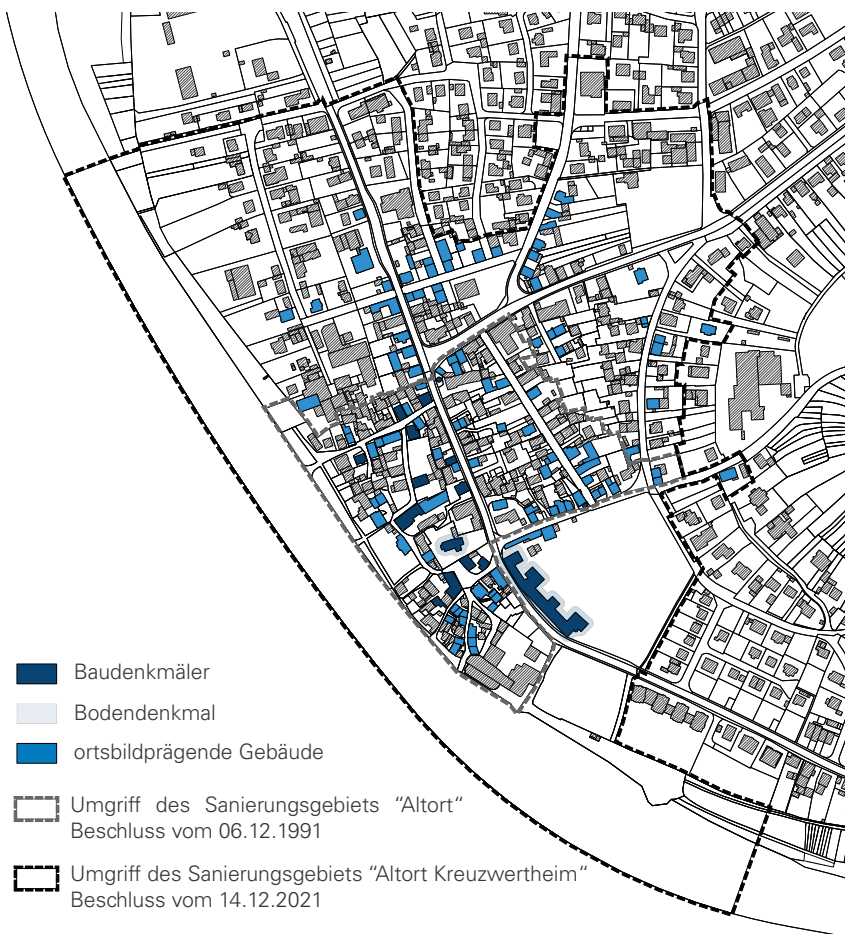 Baudenkmäler
Bodendenkmal
ortsbildprägende Gebäude
Umgriff des Sanierungsgebiets "Altort"
Beschluss vom 06.12.1991
Umgriff des Sanierungsgebiets "Altort Kreuzwertheim"
Beschluss vom 14.12.2021